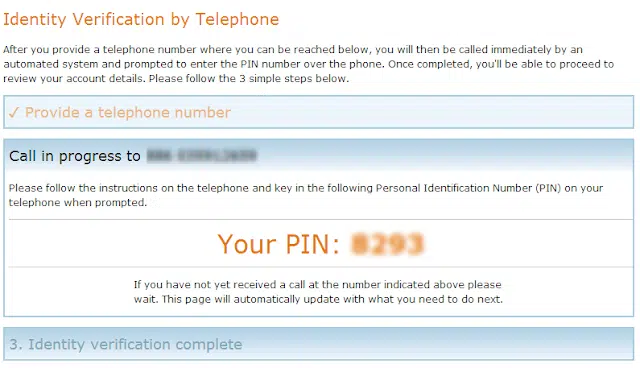 Identity Verification by Telephone
After you provide a telephone number where you can be reached below, you will then be called immediately by an
automated system and prompted to enter the PIN number over the phone. Once completed, you'll be able to proceed to
review your account details. Please follow the 3 simple steps below.
✓ Provide a telephone number
Call in progress to
Please follow the instructions on the telephone and key in the following Personal Identification Number (PIN) on your
telephone when prompted.
Your PIN:
If you have not yet received a call at the number indicated above please
wait. This page will automatically update with what you need to do next.
3. Identity verification complete